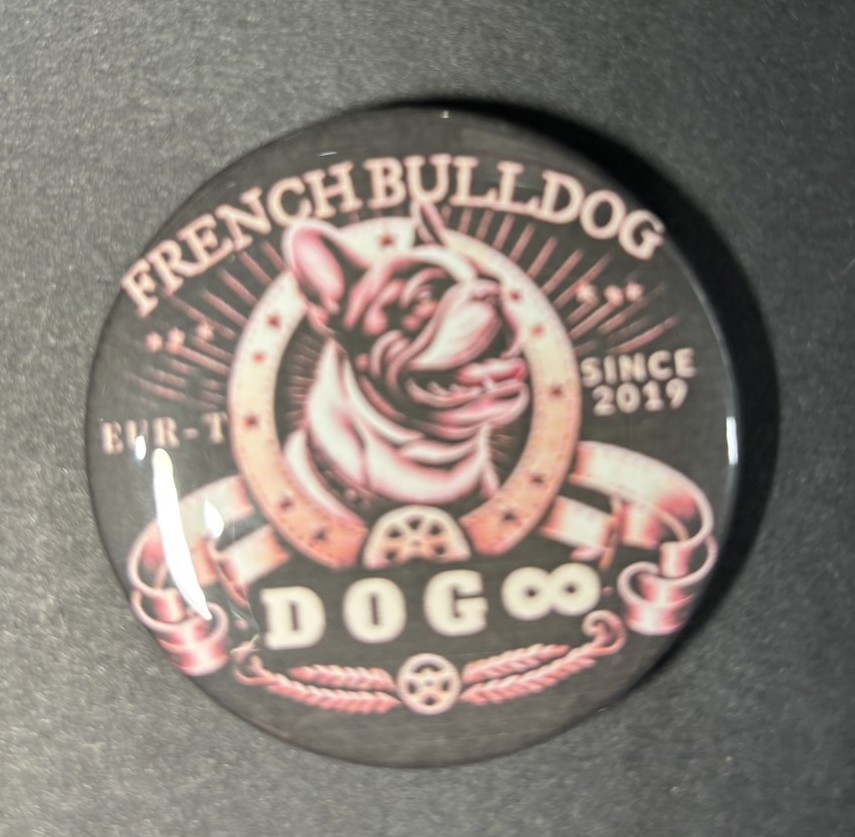 FRENCH BULLDOG
SINCE
2019
EUR-T
DOG ∞